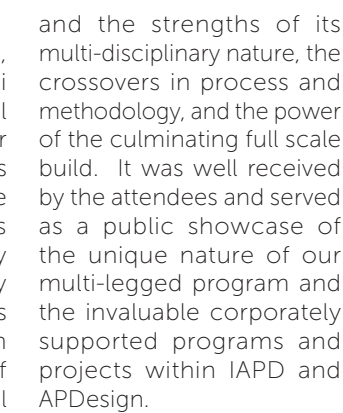 and the strengths of its
multi-disciplinary nature, the
crossovers in process and
methodology, and the power
of the culminating full scale
build. It was well received
by the attendees and served
as a public showcase of
the unique nature of our
multi-legged program and
the invaluable corporately
supported programs and
projects within IAPD and
APDesign.